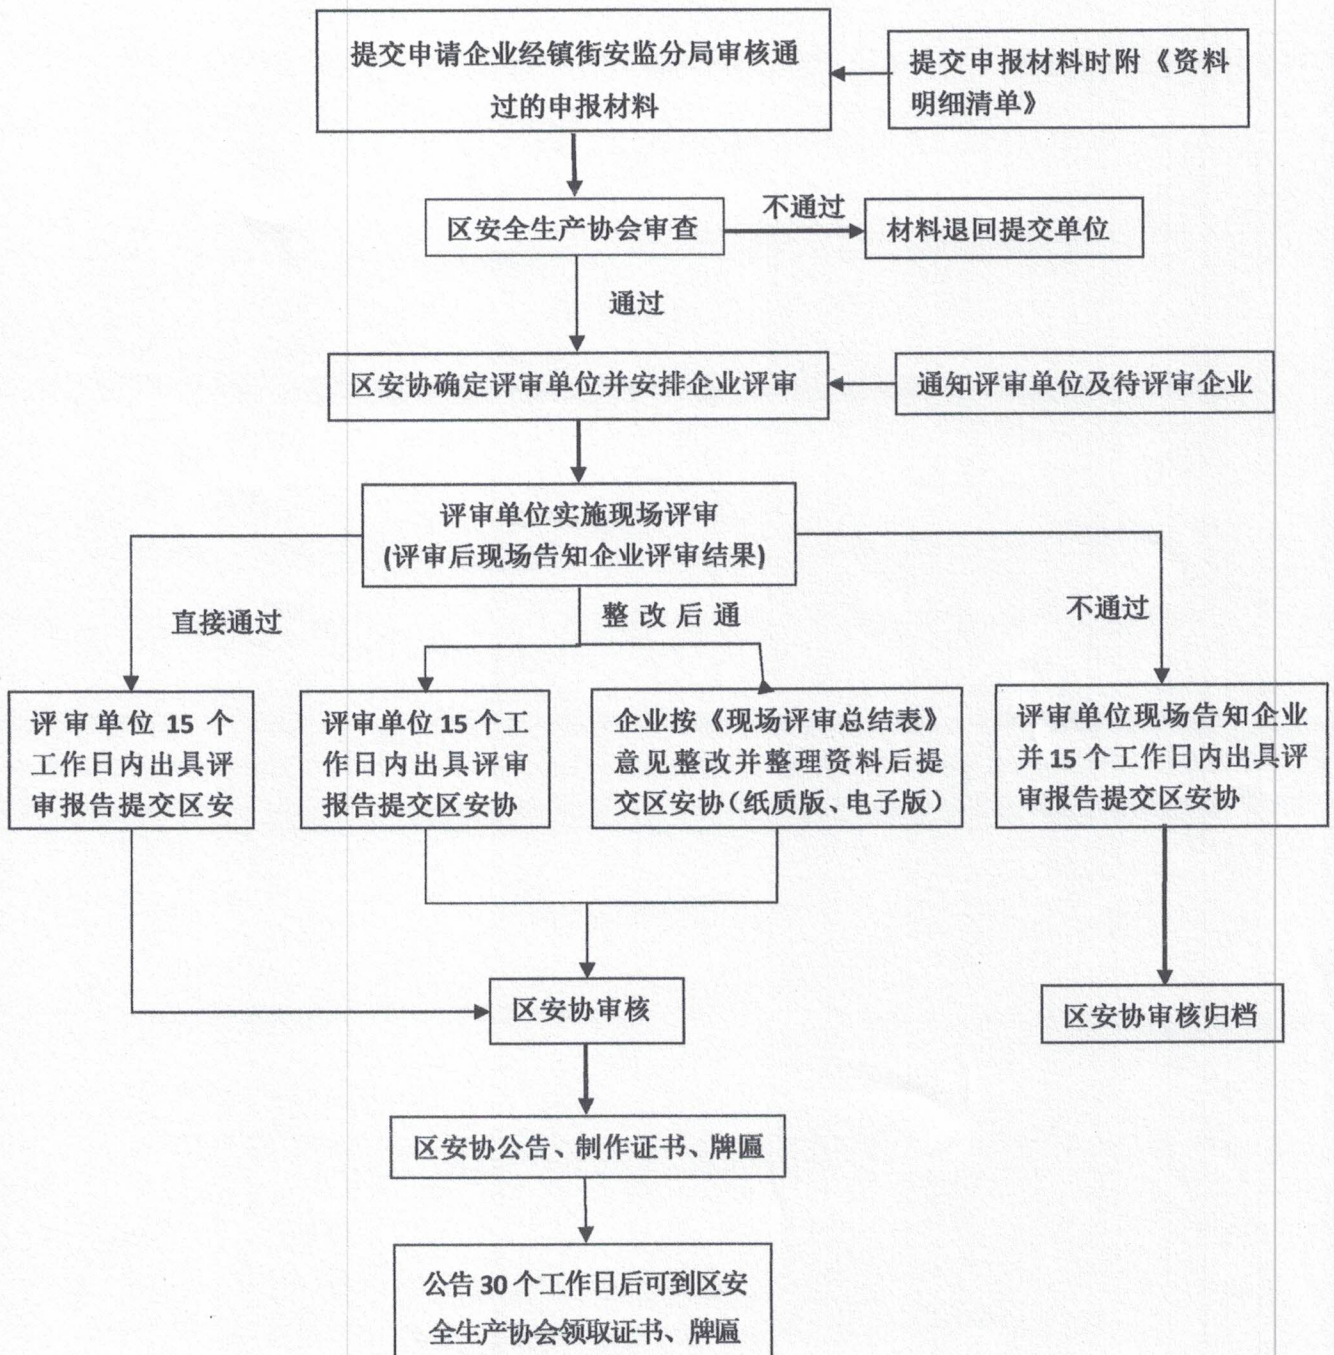 提交申请企业经镇街安监分局审核通
过的申报材料
提交申报材料时附《资料
明细清单》
区安全生产协会审查
不通过
材料退回提交单位
通过
区安协确定评审单位并安排企业评审
通知评审单位及待评审企业
评审单位实施现场评审
(评审后现场告知企业评审结果)
直接通过
整改后通
不通过
评审单位 15 个
工作日内出具评
审报告提交区安
评审单位 15 个工
作日内出具评审
报告提交区安协
企业按《现场评审总结表》
意见整改并整理资料后提
交区安协（纸质版、电子版）
评审单位现场告知企业
并 15 个工作日内出具评
审报告提交区安协
区安协审核
区安协审核归档
区安协公告、制作证书、牌匾
公告 30 个工作日后可到区安
全生产协会领取证书、牌匾